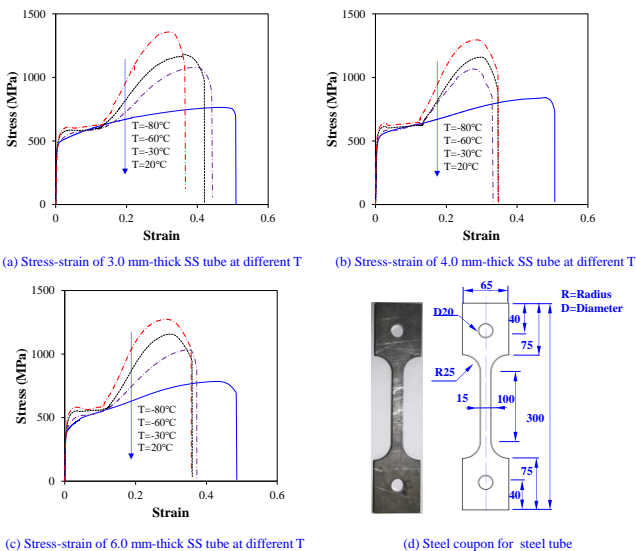 1500
1000
500
0
Stress (MPa)
T=-80℃
T=-60℃
T=-30℃
T=20℃
0 0.2 0.4 0.6
Strain
(a) Stress-strain of 3.0 mm-thick SS tube at different T
1500
1000
500
0
Stress (MPa)
T=-80℃
T=-60℃
T=-30℃
T=20℃
0 0.2 0.4 0.6
Strain
(b) Stress-strain of 4.0 mm-thick SS tube at different T
1500
1000
500
0
Stress (MPa)
T=-80℃
T=-60℃
T=-30℃
T=20℃
0 0.2 0.4 0.6
Strain
(c) Stress-strain of 6.0 mm-thick SS tube at different T
65
R=Radius
D=Diameter
D20
40
75
R25
15
100
300
75
40
(d) Steel coupon for steel tube